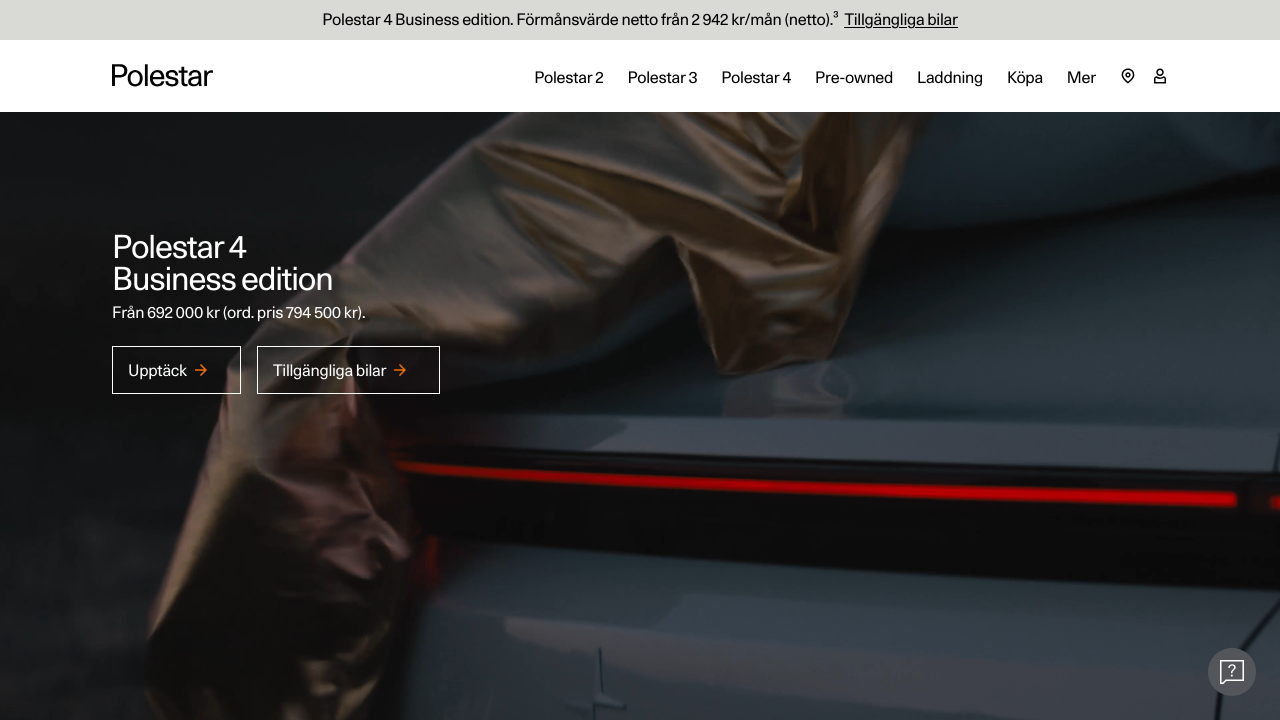 Polestar 4 Business edition. Förmånsvärde netto från 2 942 kr/mån (netto).³ Tillgängliga bilar
Polestar
Polestar 2 Polestar 3 Polestar 4 Pre-owned Laddning Köpa Mer
Polestar 4
Business edition
Från 692 000 kr (ord. pris 794 500 kr).
Upptäck → Tillgängliga bilar →